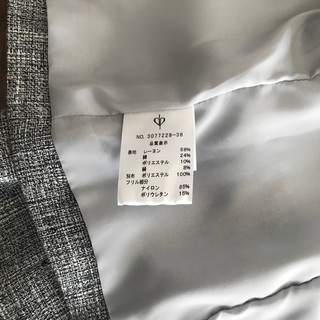 NO. 3077228-38
品質表示
表地 レーヨン 58%
綿 24%
ポリエステル 10%
絹 8%
別布 ポリエステル 100%
フリル部分
ナイロン 85%
ポリウレタン 15%